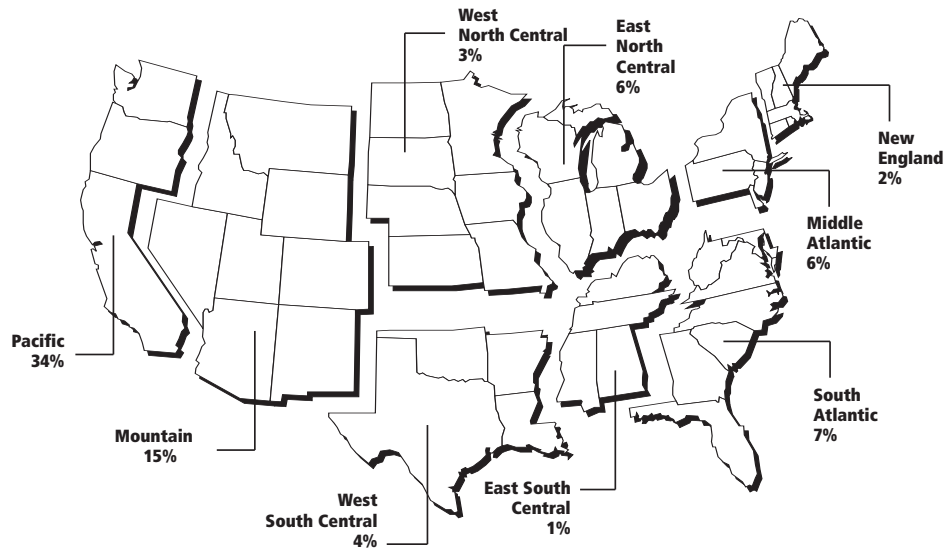 West
North Central
3%
East
North
Central
6%
New
England
2%
Middle
Atlantic
6%
Pacific
34%
South
Atlantic
7%
Mountain
15%
West
South Central
4%
East South
Central
1%